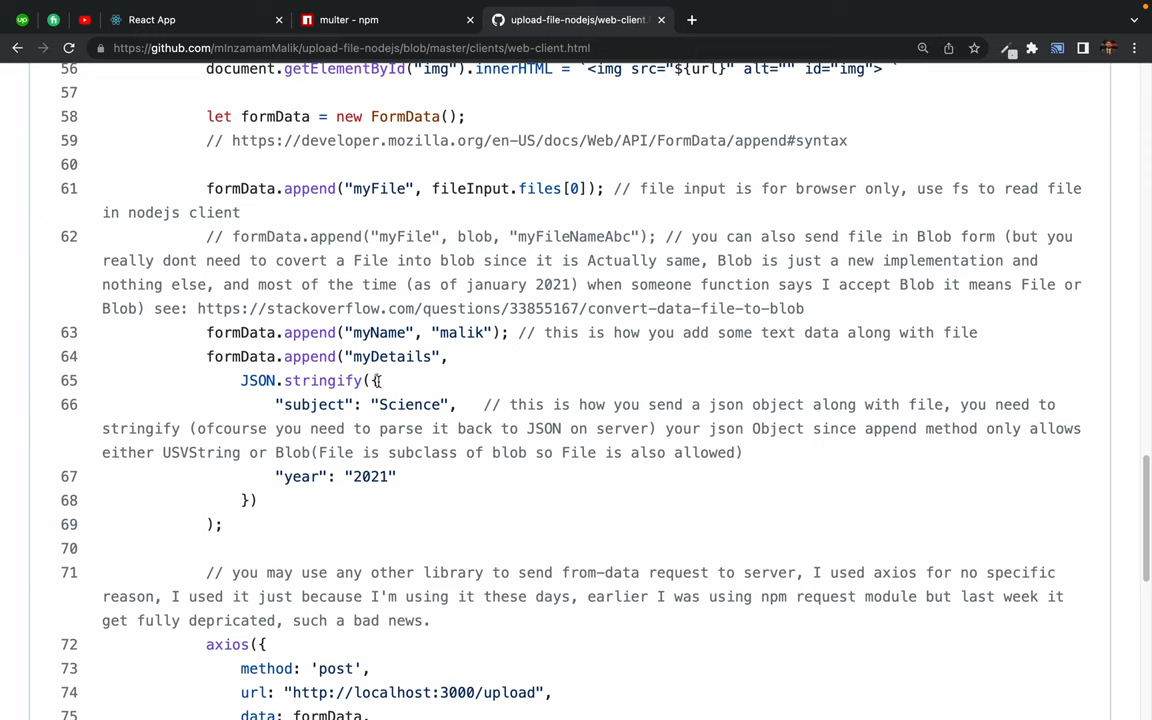 React App
multer - npm
upload-file-nodejs/web-client.
https://github.com/mInzamamMalik/upload-file-nodejs/blob/master/clients/web-client.html
56 document.getElementById("img").innerHTML = `<img src="${url}" alt="" id="img"> `
57
58 let formData = new FormData();
59 // https://developer.mozilla.org/en-US/docs/Web/API/FormData/append#syntax
60
61 formData.append("myFile", fileInput.files[0]); // file input is for browser only, use fs to read file
in nodejs client
62 // formData.append("myFile", blob, "myFileNameAbc"); // you can also send file in Blob form (but you
really dont need to covert a File into blob since it is Actually same, Blob is just a new implementation and
nothing else, and most of the time (as of january 2021) when someone function says I accept Blob it means File or
Blob) see: https://stackoverflow.com/questions/33855167/convert-data-file-to-blob
63 formData.append("myName", "malik"); // this is how you add some text data along with file
64 formData.append("myDetails",
65 JSON.stringify({
66 "subject": "Science", // this is how you send a json object along with file, you need to
stringify (ofcourse you need to parse it back to JSON on server) your json Object since append method only allows
either USVString or Blob(File is subclass of blob so File is also allowed)
67 "year": "2021"
68 })
69 );
70
71 // you may use any other library to send from-data request to server, I used axios for no specific
reason, I used it just because I'm using it these days, earlier I was using npm request module but last week it
get fully depricated, such a bad news.
72 axios({
73 method: 'post',
74 url: "http://localhost:3000/upload",
75 data: formData,